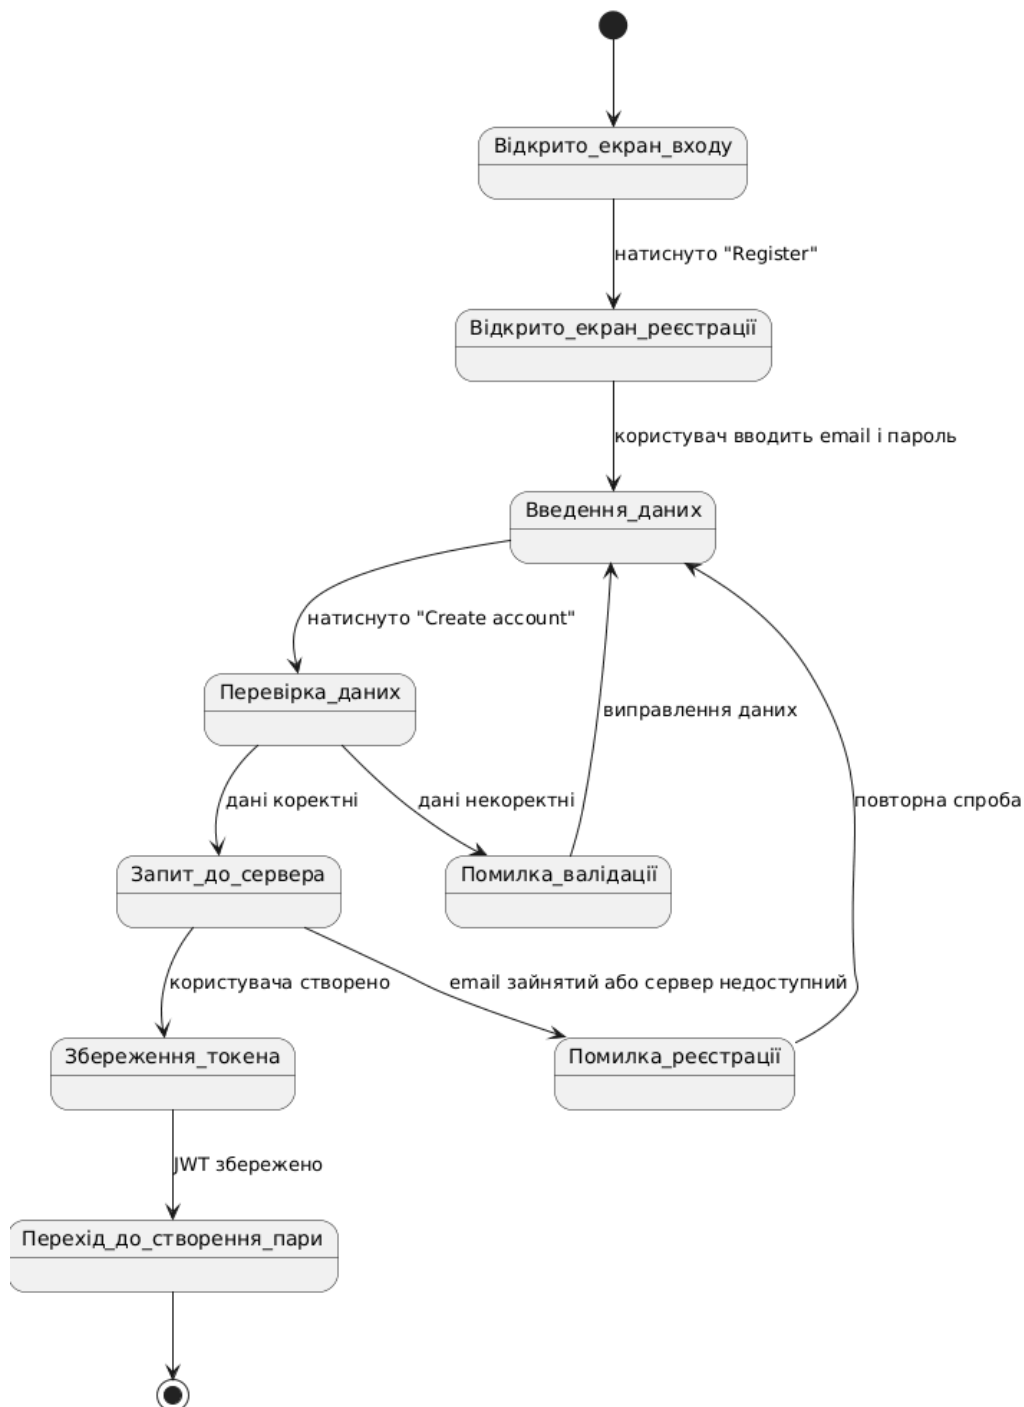 Відкрито_екран_входу
натиснуто "Register"
Відкрито_екран_реєстрації
користувач вводить email і пароль
Введення_даних
натиснуто "Create account"
Перевірка_даних
виправлення даних
дані коректні
дані некоректні
повторна спроба
Запит_до_сервера
Помилка_валідації
користувача створено
email зайнятий або сервер недоступний
Збереження_токена
Помилка_реєстрації
JWT збережено
Перехід_до_створення_пари